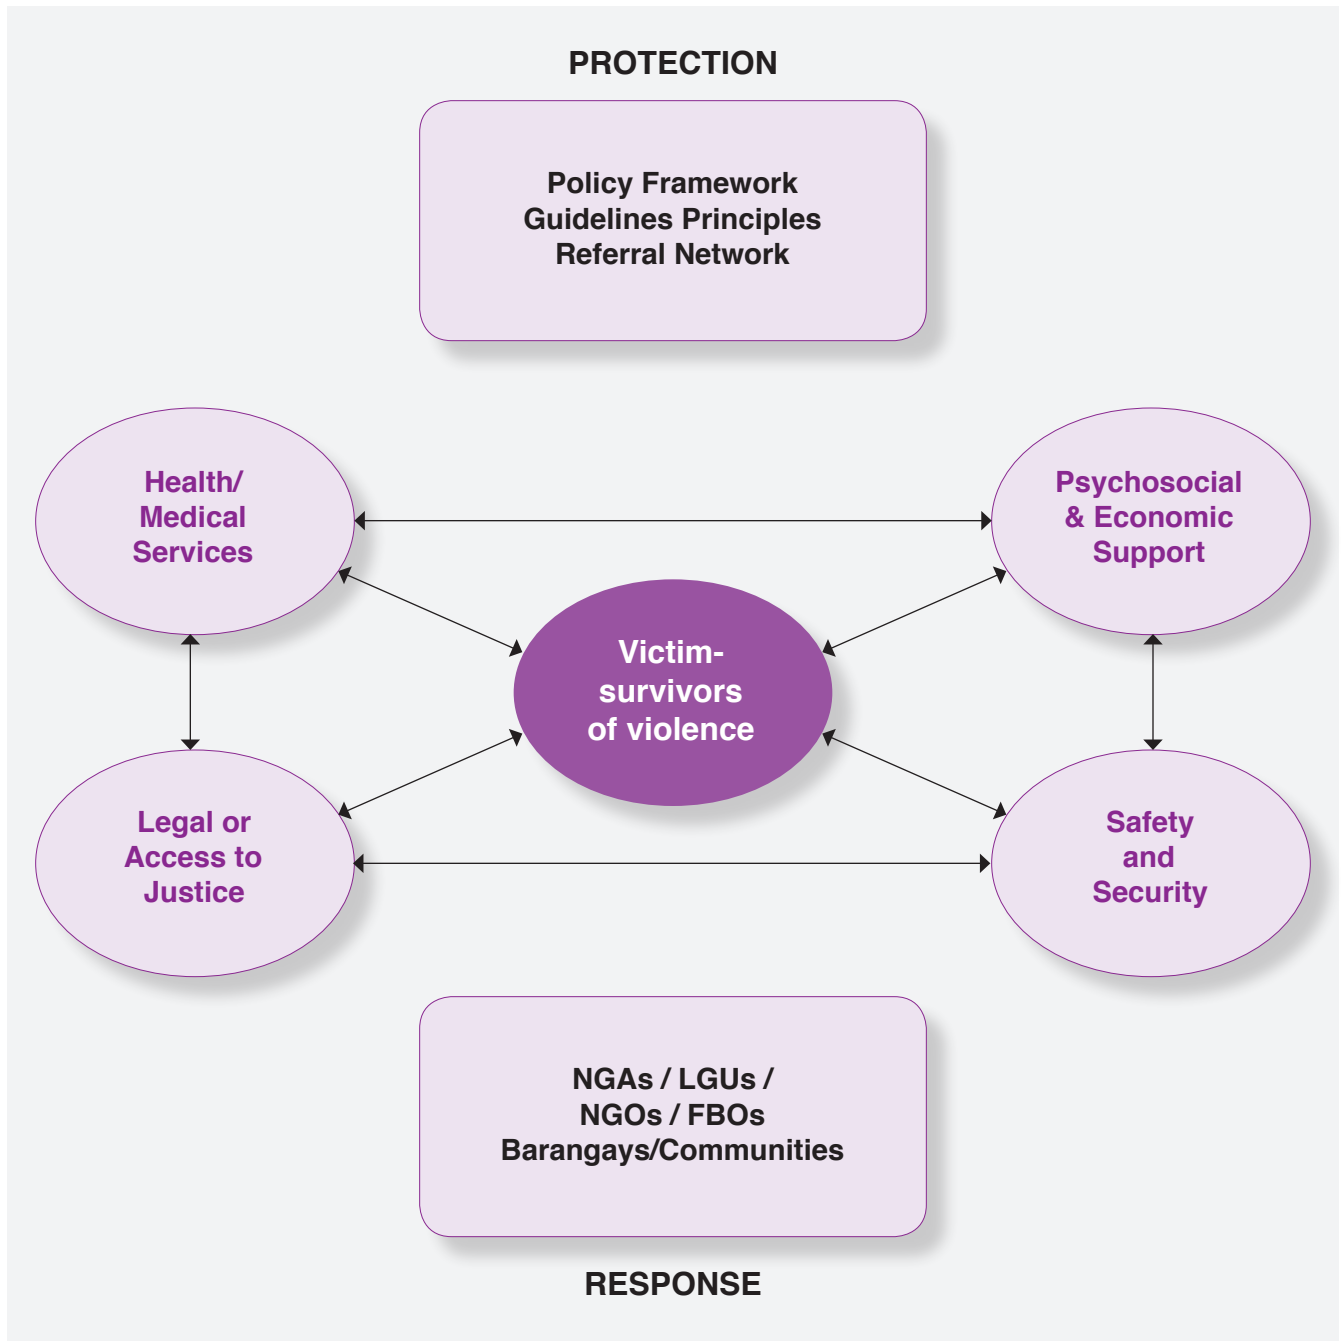 PROTECTION
Policy Framework
Guidelines Principles
Referral Network
Health/
Medical
Services
Psychosocial
& Economic
Support
Victim-
survivors
of violence
Legal or
Access to
Justice
Safety
and
Security
NGAs / LGUs /
NGOs / FBOs
Barangays/Communities
RESPONSE